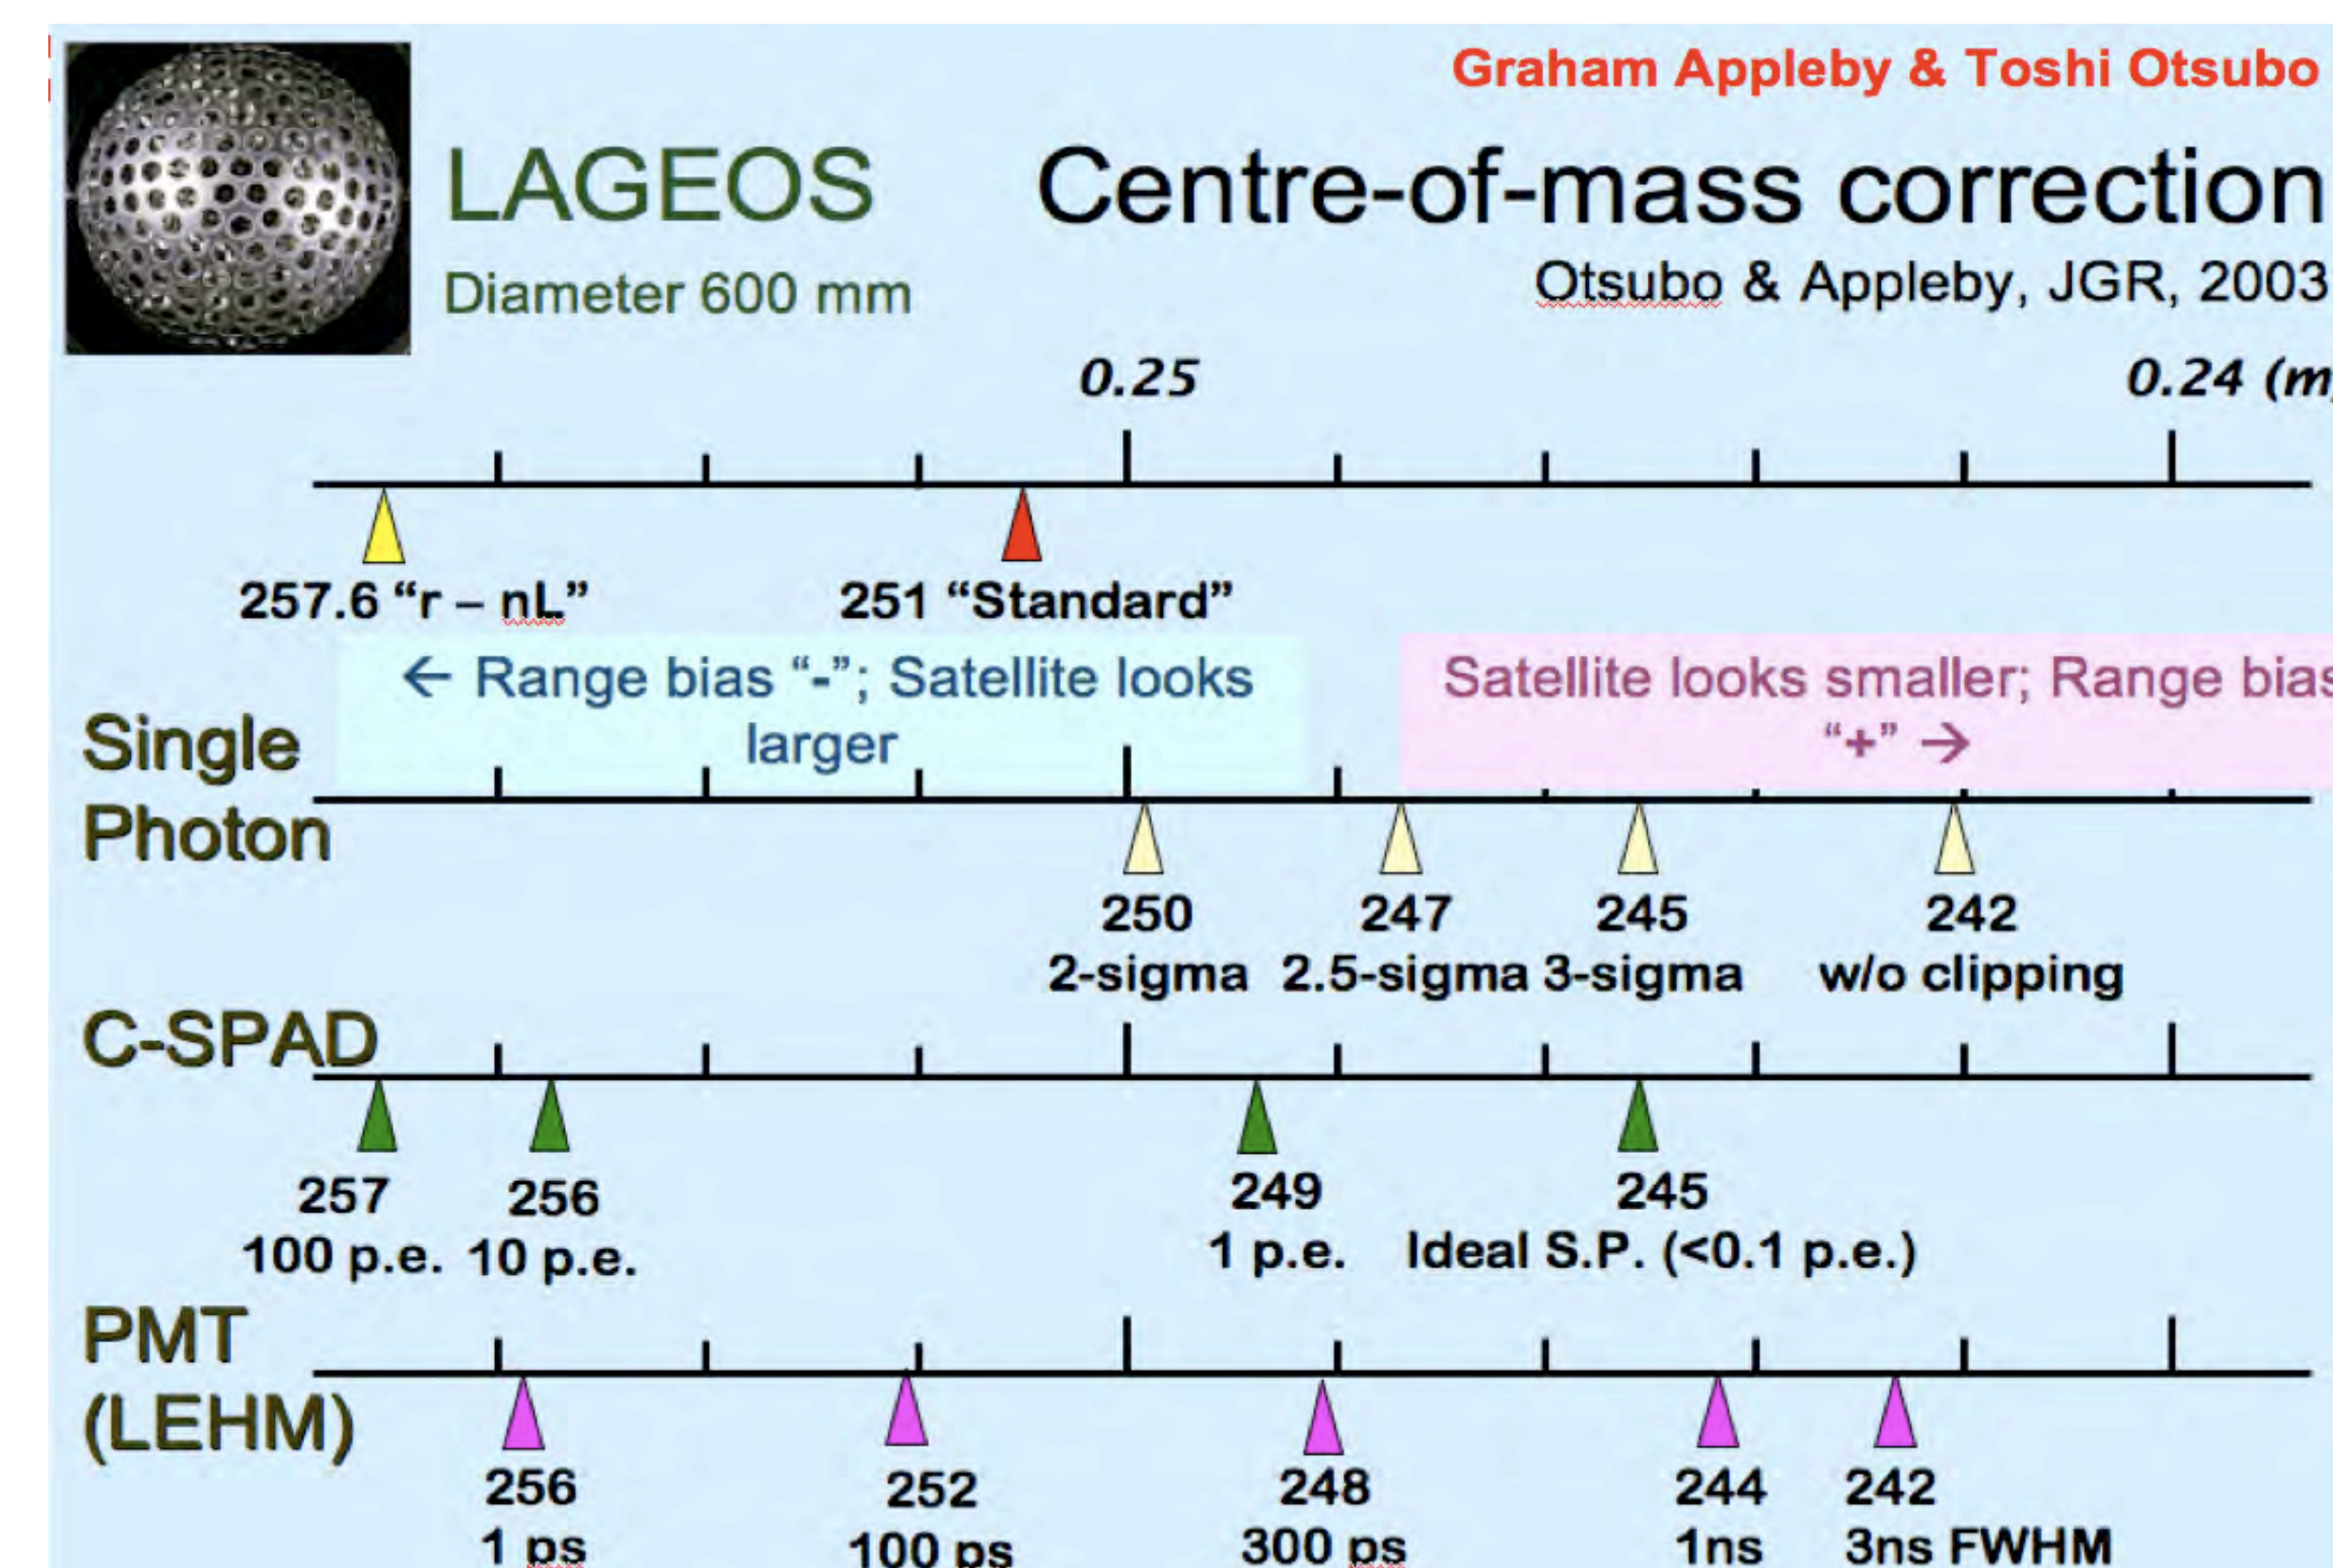 Graham Appleby & Toshi Otsubo
LAGEOS
Centre-of-mass correction
Diameter 600 mm
Otsubo & Appleby, JGR, 2003
0.25
0.24 (m
257.6 “r – nL”
251 “Standard”
← Range bias “-”; Satellite looks
larger
Satellite looks smaller; Range bias
“+” →
Single
Photon
250
247
245
242
2-sigma
2.5-sigma
3-sigma
w/o clipping
C-SPAD
257
256
249
245
100 p.e.
10 p.e.
1 p.e.
Ideal S.P. (<0.1 p.e.)
PMT
(LEHM)
256
252
248
244
242
1 ps
100 ps
300 ps
1ns
3ns FWHM